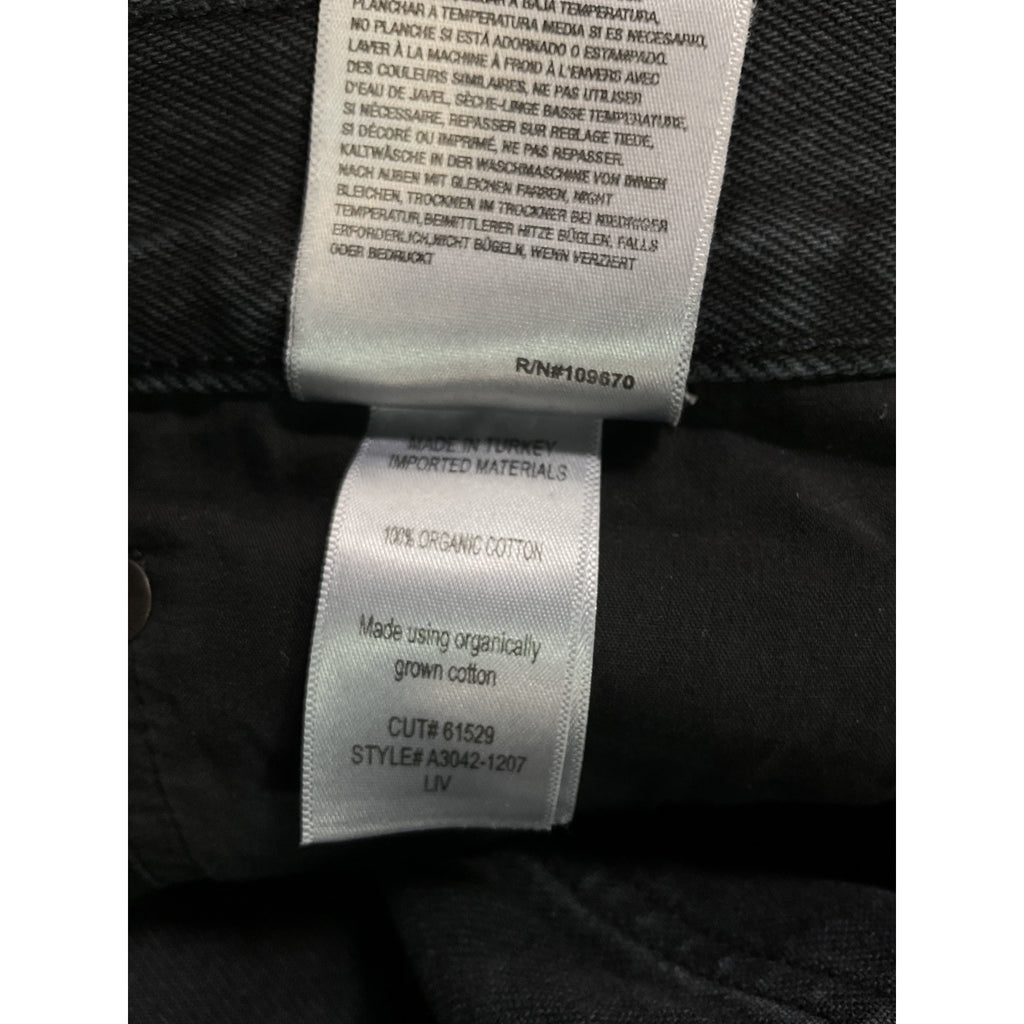 A BAJA TEMPERATURA,
PLANCHAR A TEMPERATURA MEDIA SI ES NECESARIO,
NO PLANCHE SI ESTÁ ADORNADO O ESTAMPADO.
LAVER À LA MACHINE À FROID À L'ENVERS AVEC
DES COULEURS SIMILAIRES, NE PAS UTILISER
D'EAU DE JAVEL, SÈCHE-LINGE BASSE TEMPERATURE,
SI NÉCESSAIRE, REPASSER SUR REGLAGE TIEDE,
SI DÉCORÉ OU IMPRIMÉ, NE PAS REPASSER.
KALTWÄSCHE IN DER WASCHMASCHINE VON INNEN
NACH AUßEN MIT GLEICHEN FARBEN, NIGHT
BLEICHEN, TROCKNEN IM TROCKNER BEI NIEDRIGER
TEMPERATUR, BEIMITTLERER HITZE BÜGLEN, FALLS
ERFORDERLICH,NICHT BÜGELN, WENN VERZIERT
ODER BEDRUCKT
R/N#109670
MADE IN TURKEY
IMPORTED MATERIALS
100% ORGANIC COTTON
Made using organically
grown cotton
CUT# 61529
STYLE# A3042-1207
LIV